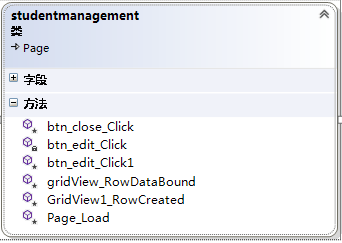 studentmanagement
类
Page
字段
方法
btn_close_Click
btn_edit_Click
btn_edit_Click1
gridView_RowDataBound
GridView1_RowCreated
Page_Load